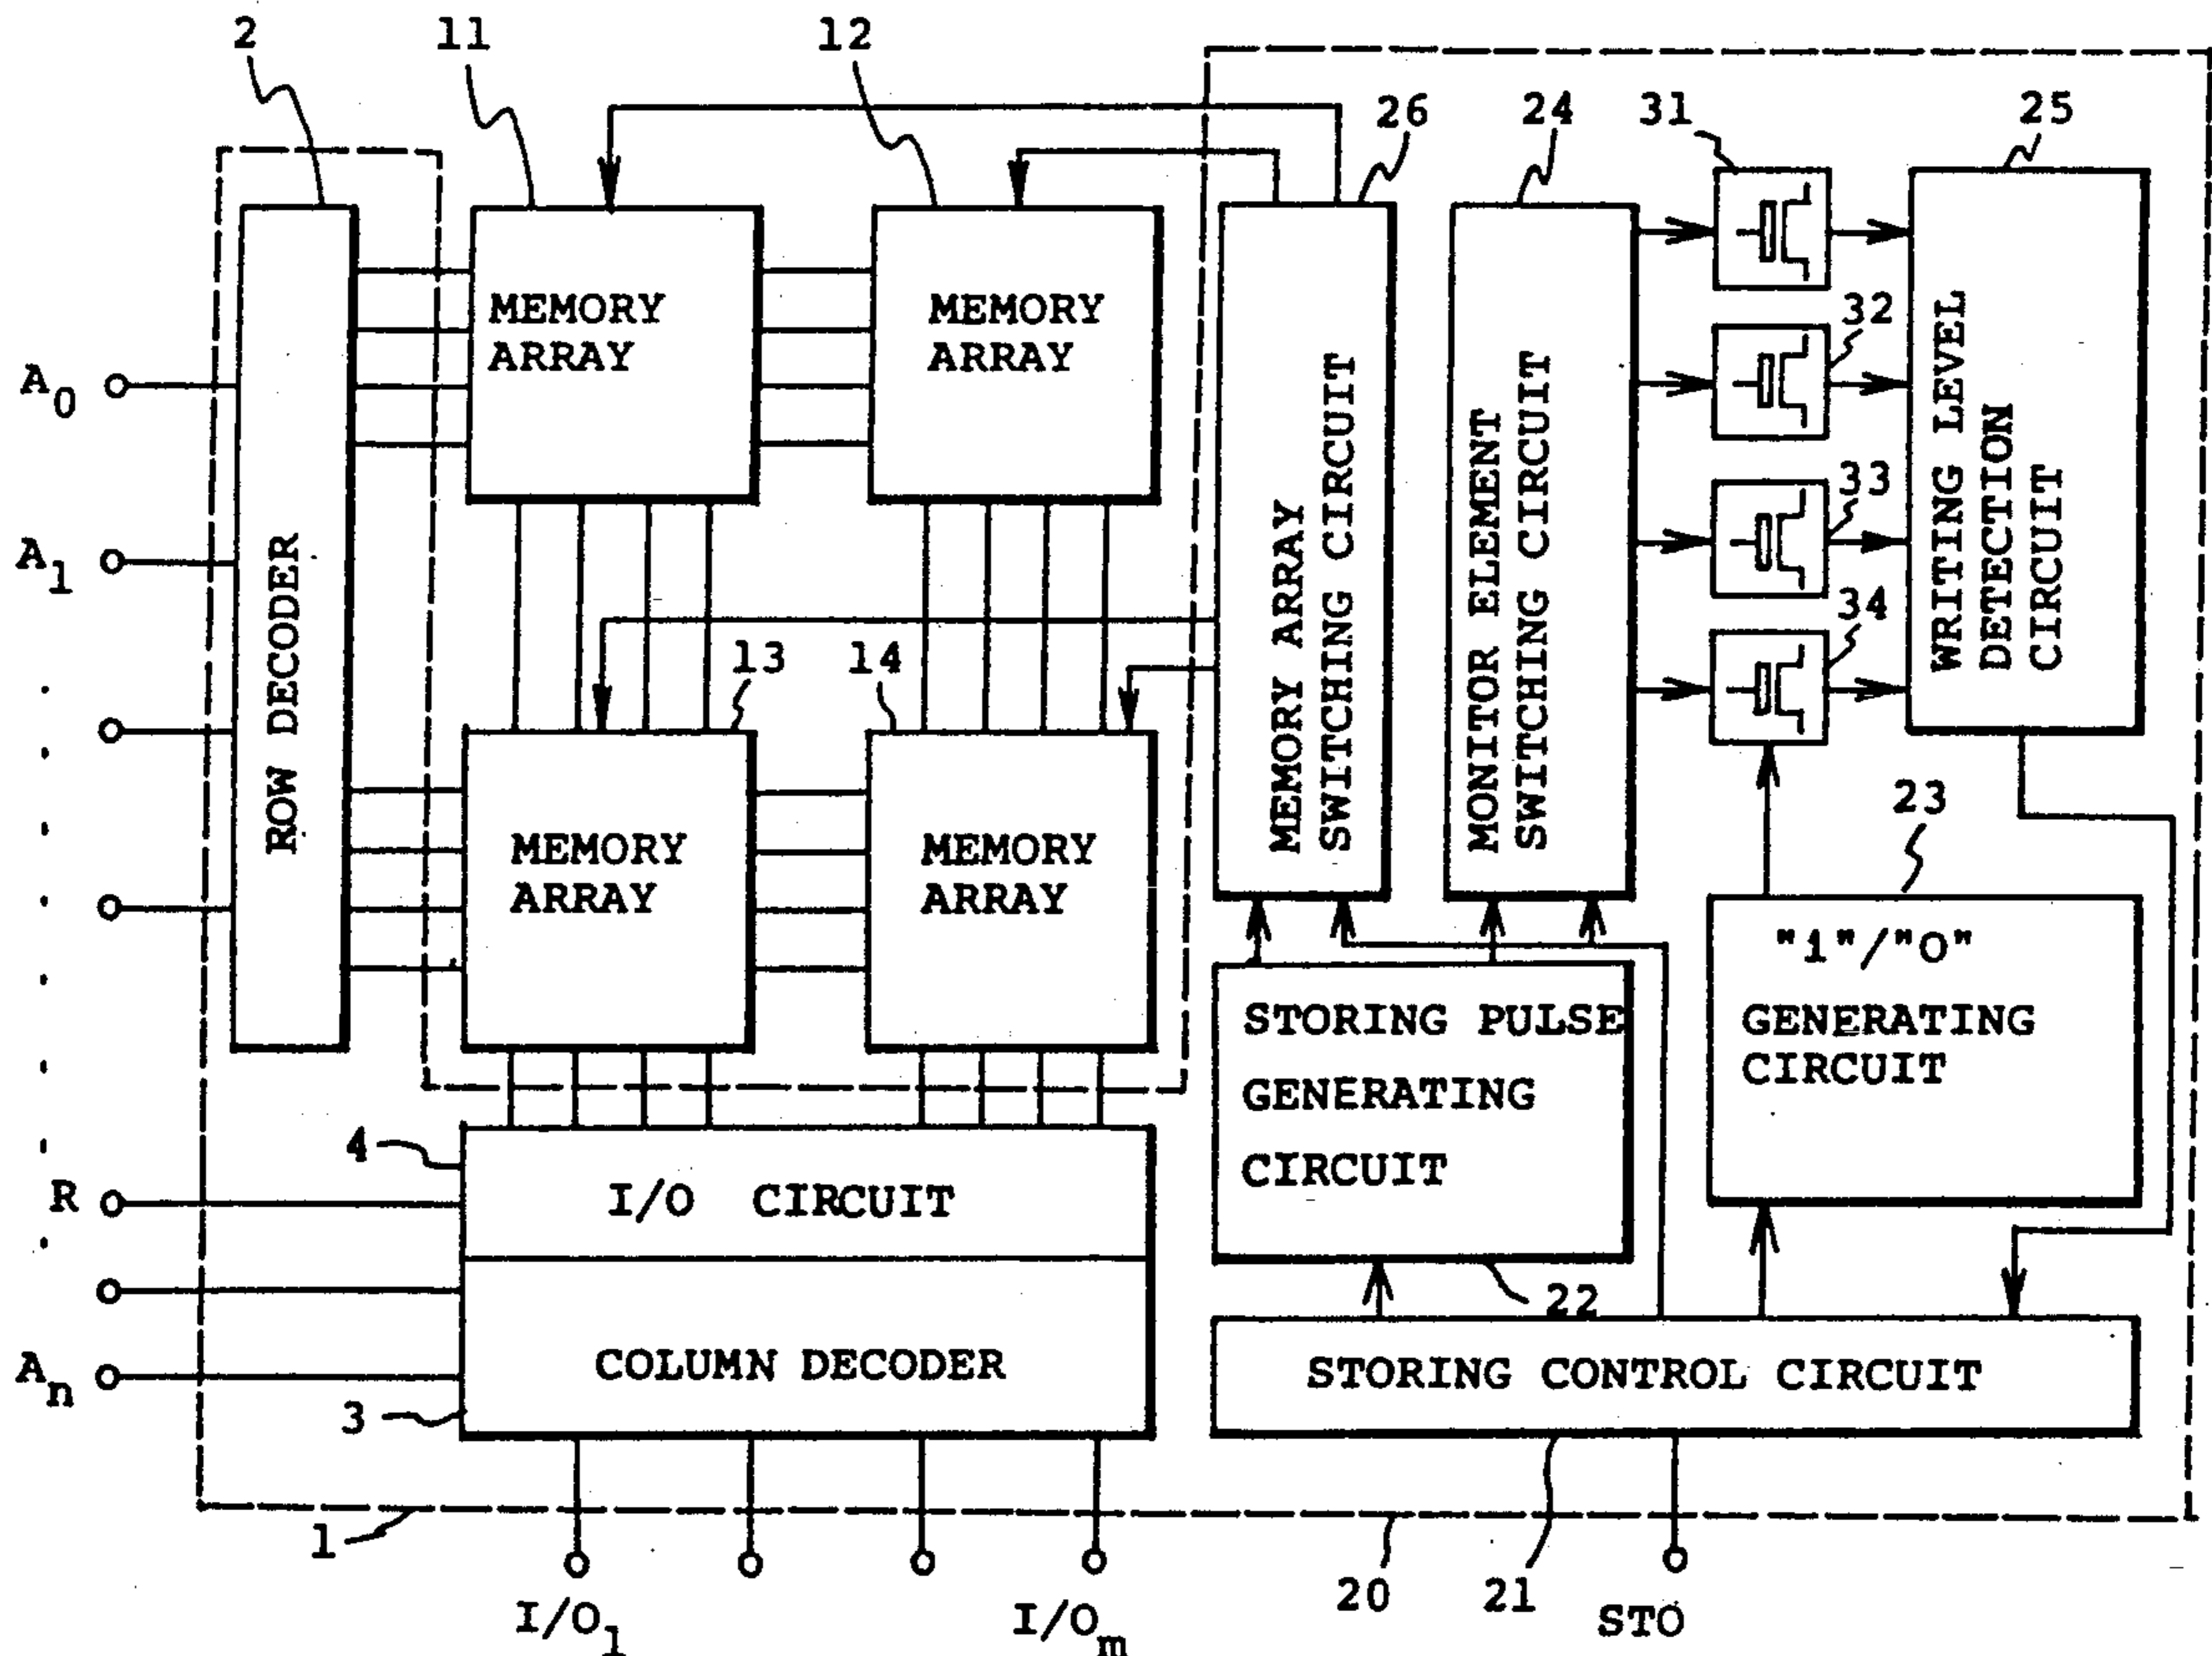 2
11
12
26
24
31
25
MEMORY
ARRAY
MEMORY
ARRAY
32
33
34
A0
A1
ROW DECODER
13
14
MEMORY ARRAY
SWITCHING CIRCUIT
MONITOR ELEMENT
SWITCHING CIRCUIT
WRITING LEVEL
DETECTION
CIRCUIT
MEMORY
ARRAY
MEMORY
ARRAY
23
"1"/"0"
GENERATING
CIRCUIT
STORING PULSE
GENERATING
CIRCUIT
22
4
R
I/O CIRCUIT
An
COLUMN DECODER
3
STORING CONTROL CIRCUIT
1
20
21
STO
I/O1
I/Om